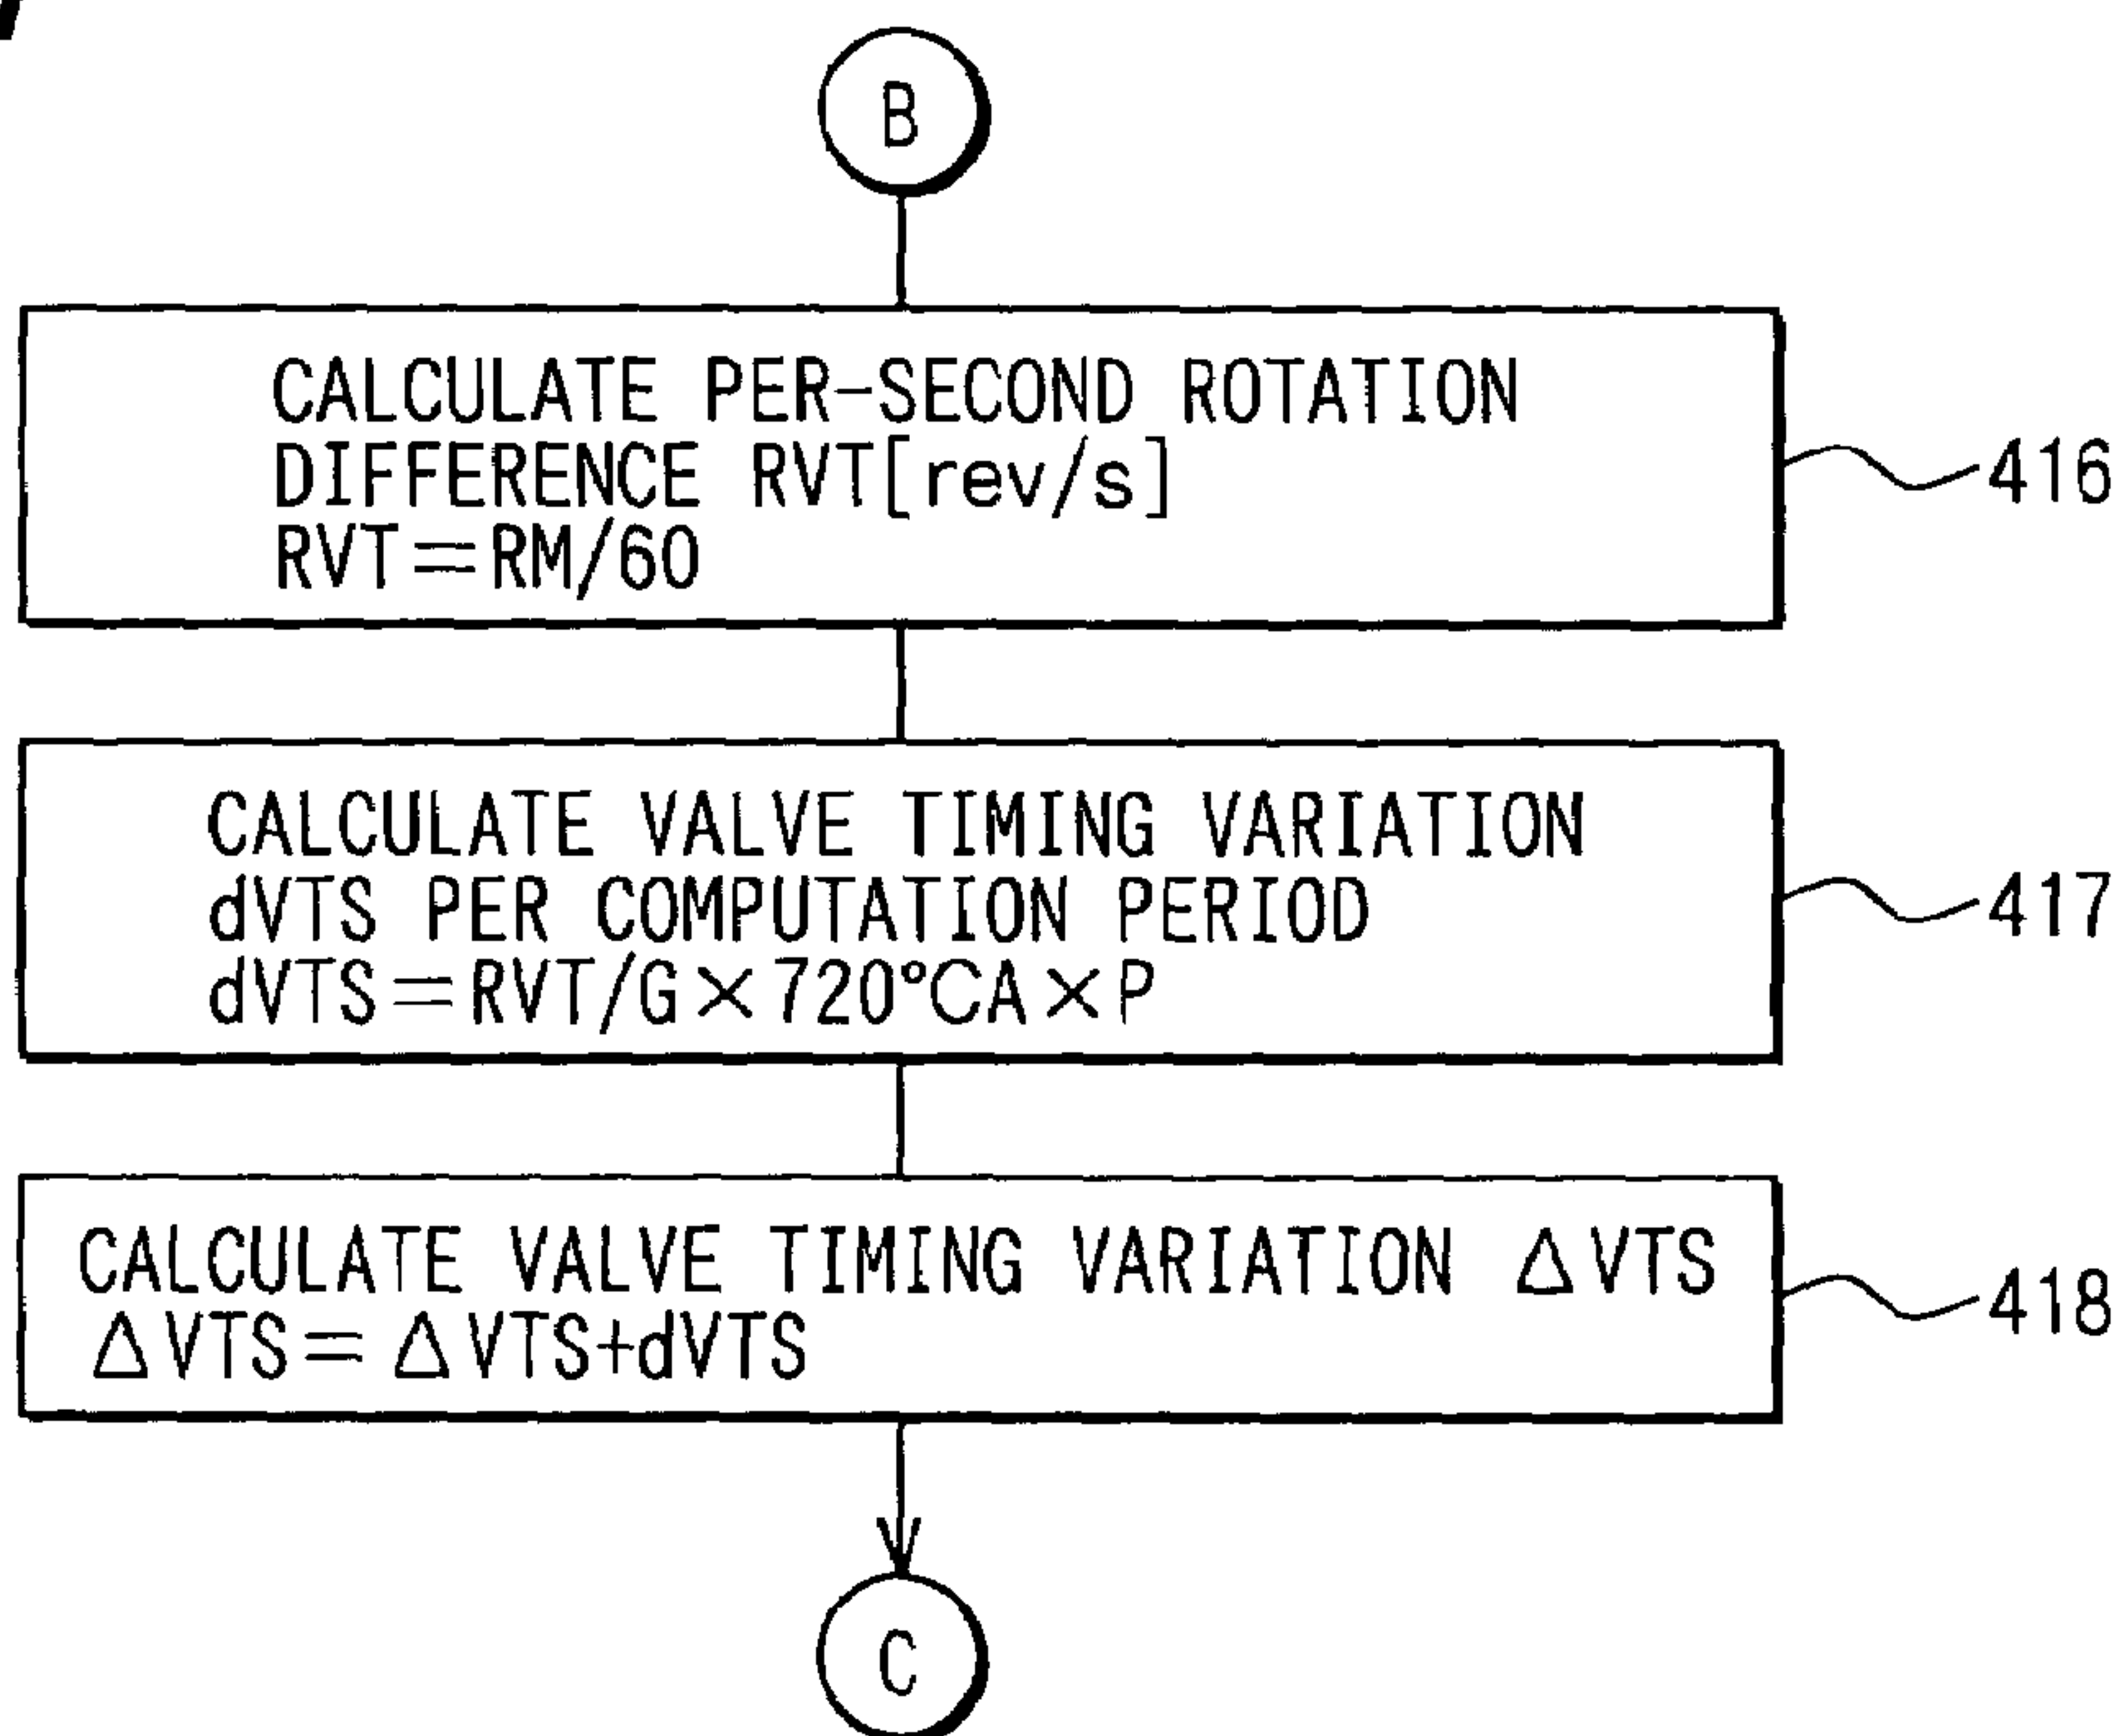 B
CALCULATE PER-SECOND ROTATION
DIFFERENCE RVT[rev/s]
RVT=RM/60
416
CALCULATE VALVE TIMING VARIATION
dVTS PER COMPUTATION PERIOD
dVTS=RVT/G×720°CA×P
417
CALCULATE VALVE TIMING VARIATION ΔVTS
ΔVTS=ΔVTS+dVTS
418
C